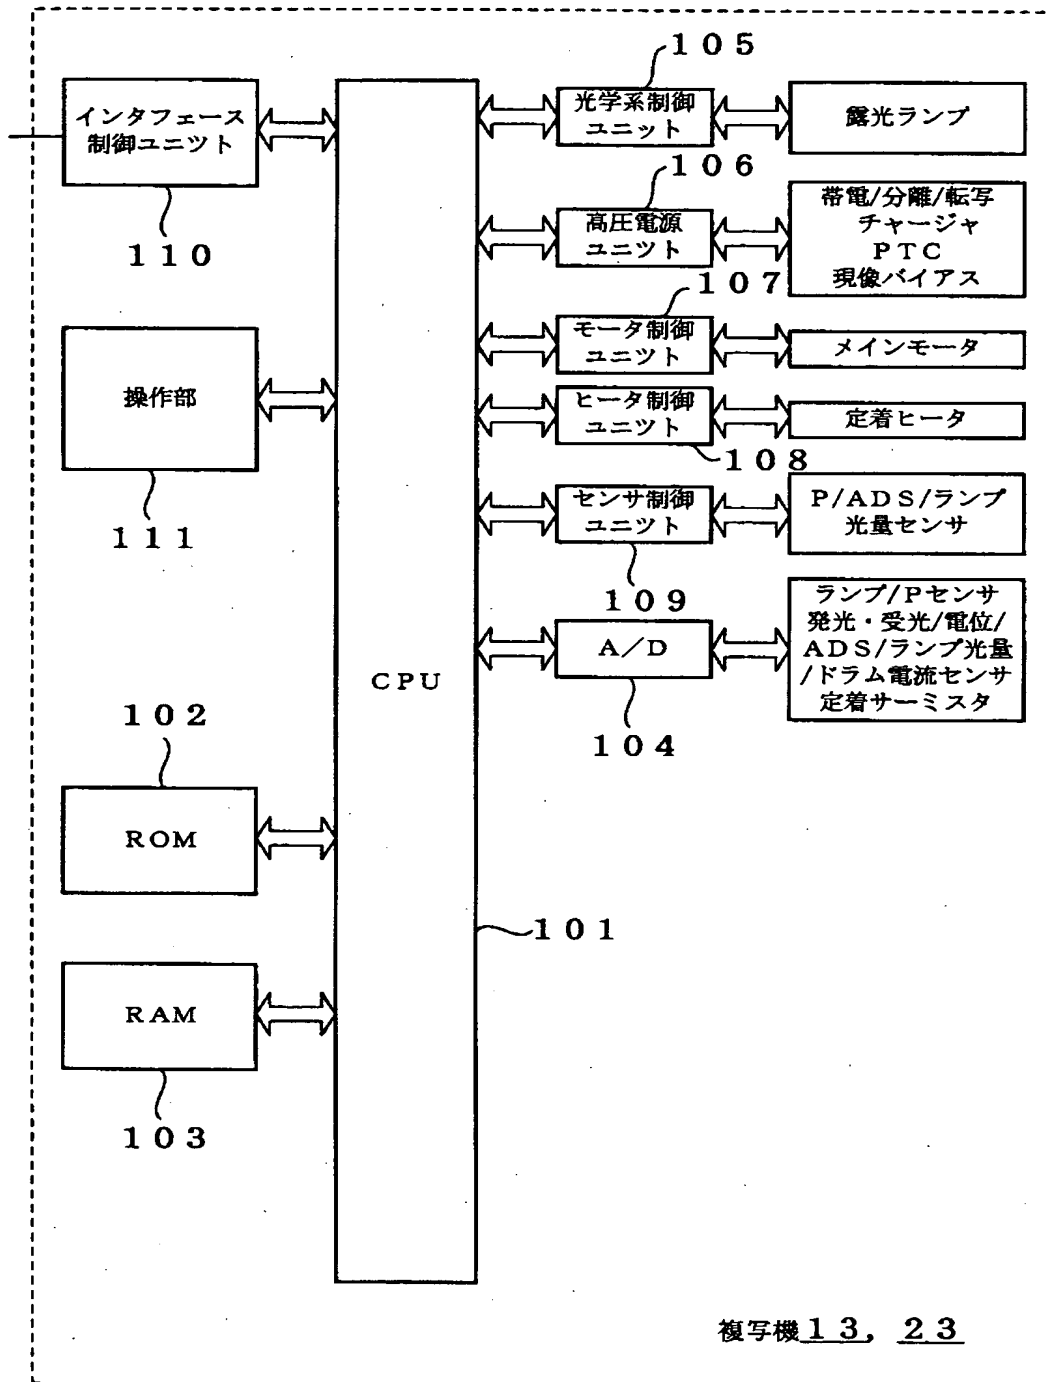 105
インタフェース
制御ユニツト
110
光学系制御
ユニット
露光ランプ
106
高圧電源
ユニツト
帯電/分離/転写
チャージャ
PTC
現像バイアス
107
モータ制御
ユニツト
メインモータ
操作部
111
ヒータ制御
ユニツト
定着ヒータ
108
センサ制御
ユニツト
P/ADS/ランプ
光量センサ
109
A/D
ランプ/Pセンサ
発光・受光/電位/
ADS/ランプ光量
/ドラム電流センサ
定着サーミスタ
104
CPU
102
ROM
101
RAM
103
複写機13, 23